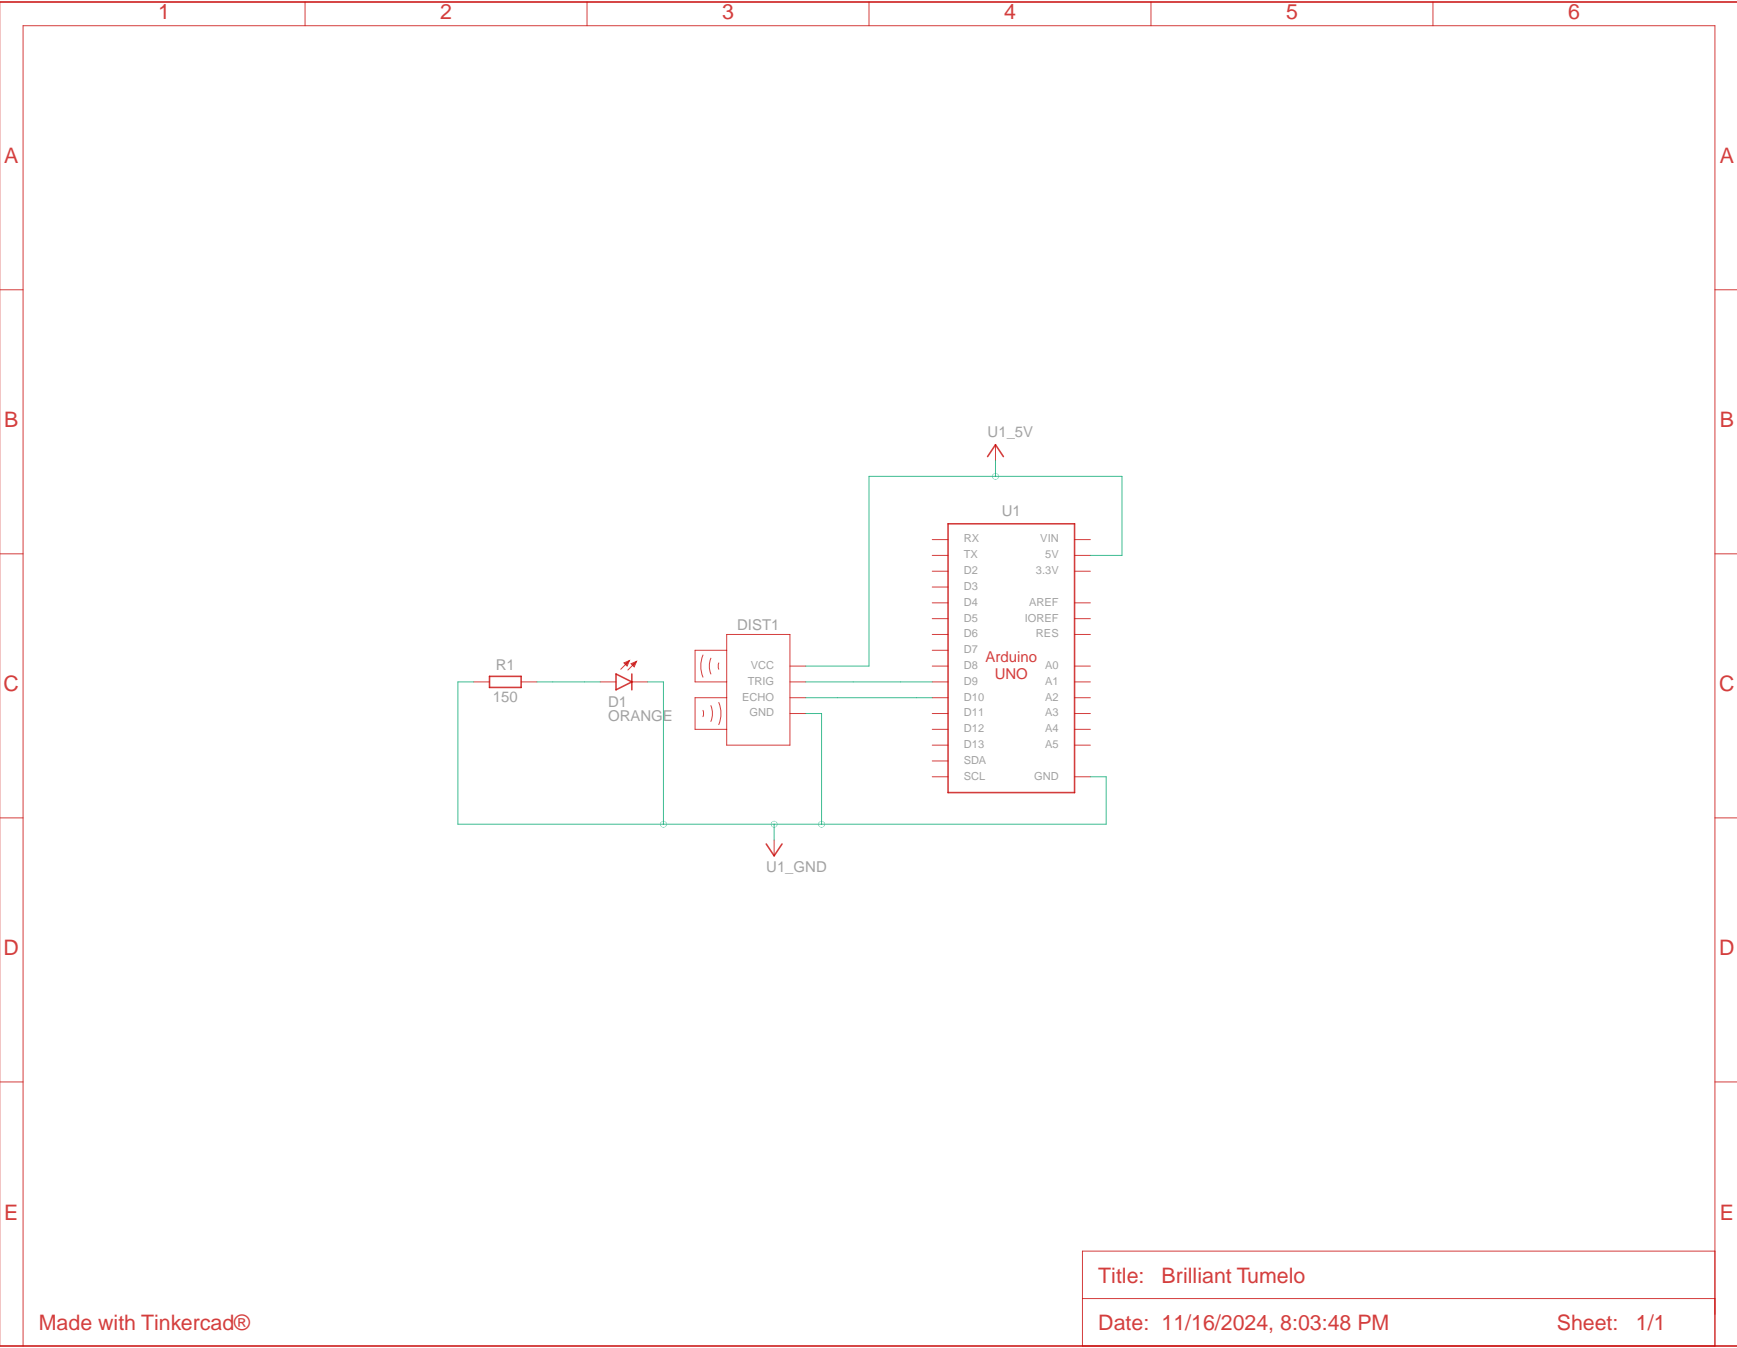 1 2 3 4 5 6
A A
B B
U1_5V
U1
RX VIN
TX 5V
D2 3.3V
D3
D4 AREF
D5 IOREF
D6 RES
D7
D8 A0
D9 A1
D10 A2
D11 A3
D12 A4
D13 A5
SDA
SCL GND
Arduino
UNO
DIST1
VCC
TRIG
ECHO
GND
R1
150
D1
ORANGE
C C
U1_GND
D D
E E
Title: Brilliant Tumelo
Made with Tinkercad®
Date: 11/16/2024, 8:03:48 PM Sheet: 1/1